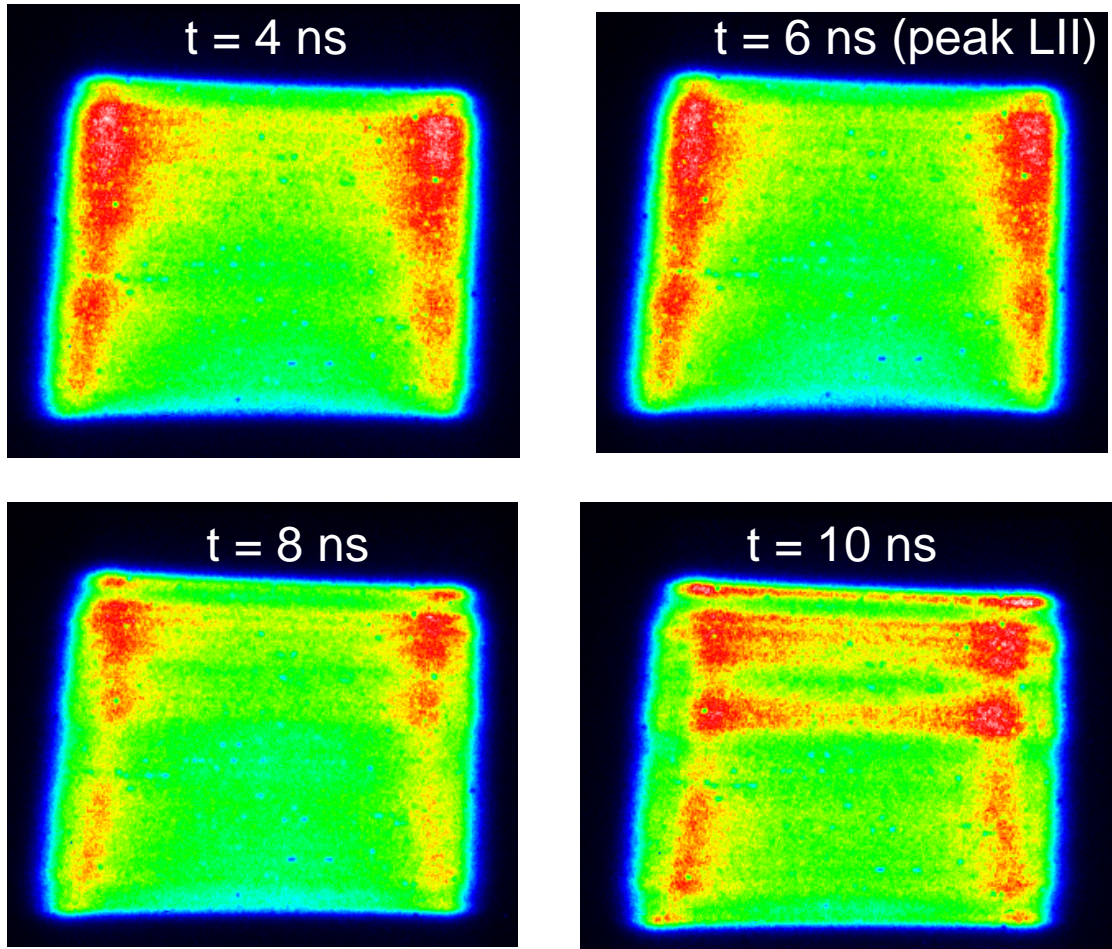 t = 4 ns
t = 6 ns (peak LII)
t = 8 ns
t = 10 ns